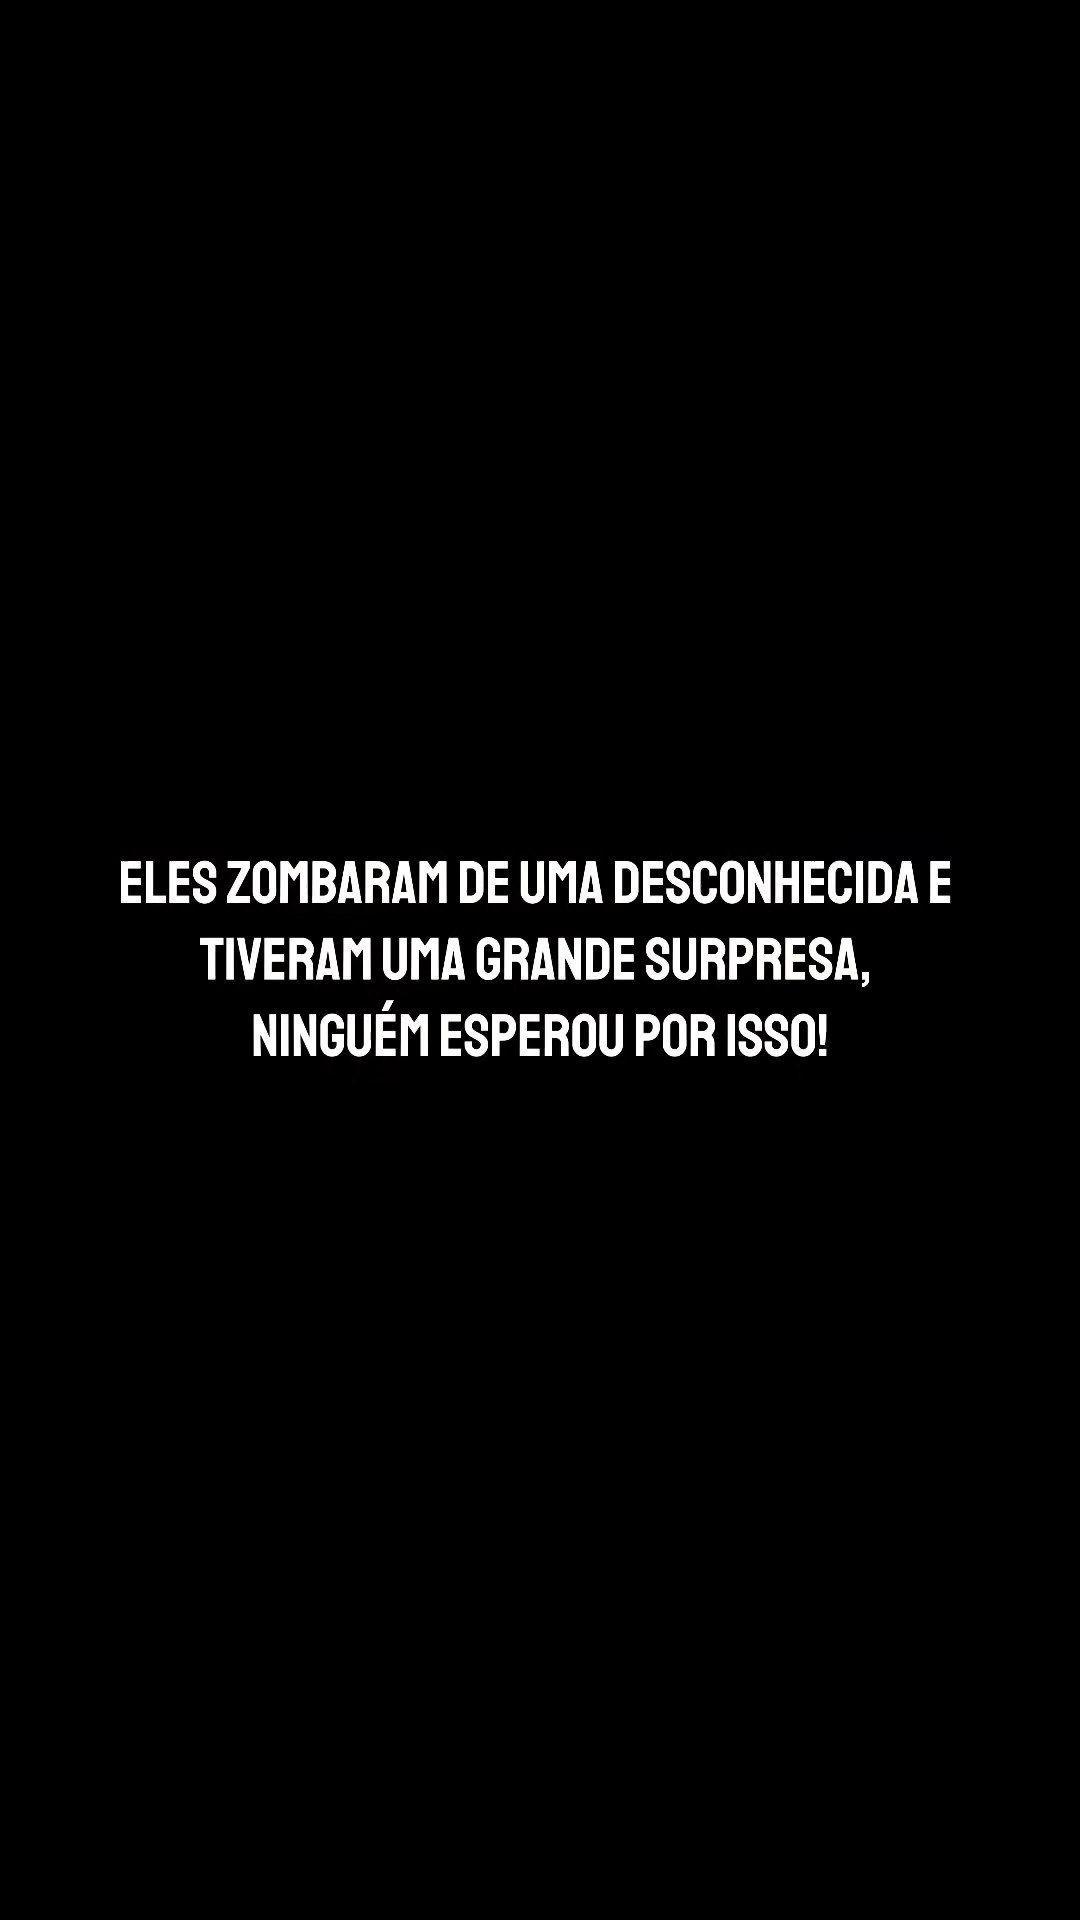 ELES ZOMBARAM DE UMA DESCONHECIDA E
TIVERAM UMA GRANDE SURPRESA,
NINGUÉM ESPEROU POR ISSO!